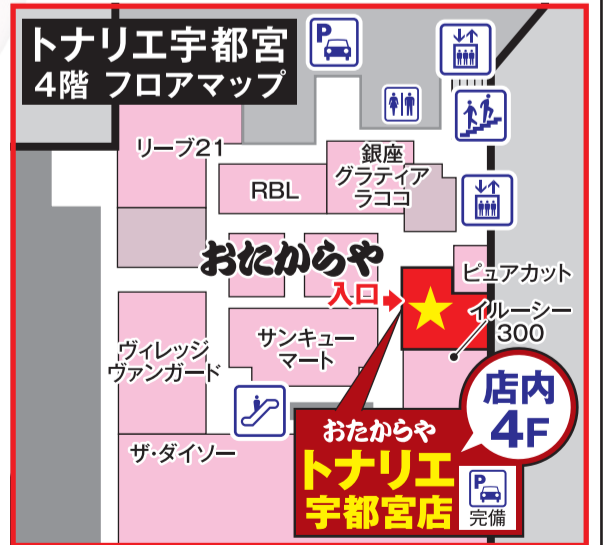 トナリエ宇都宮
4階 フロアマップ
P
リーブ21
銀座
グラティア
ラココ
RBL
おたからや
入口
ピュアカット
イルーシー
300
ヴィレッジ
ヴァンガード
サンキュー
マート
店内
4F
ザ・ダイソー
おたからや
トナリエ
宇都宮店
P
完備